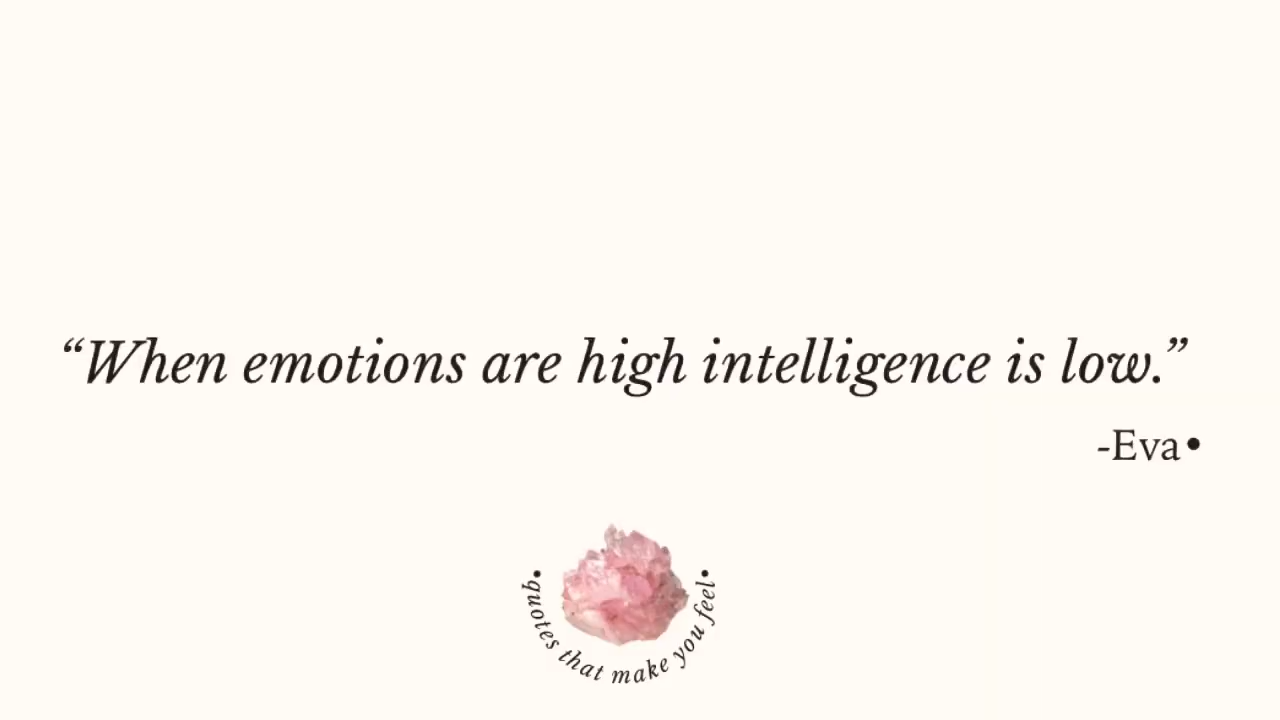 “When emotions are high intelligence is low.”
-Eva•
•quotes that make you feel•